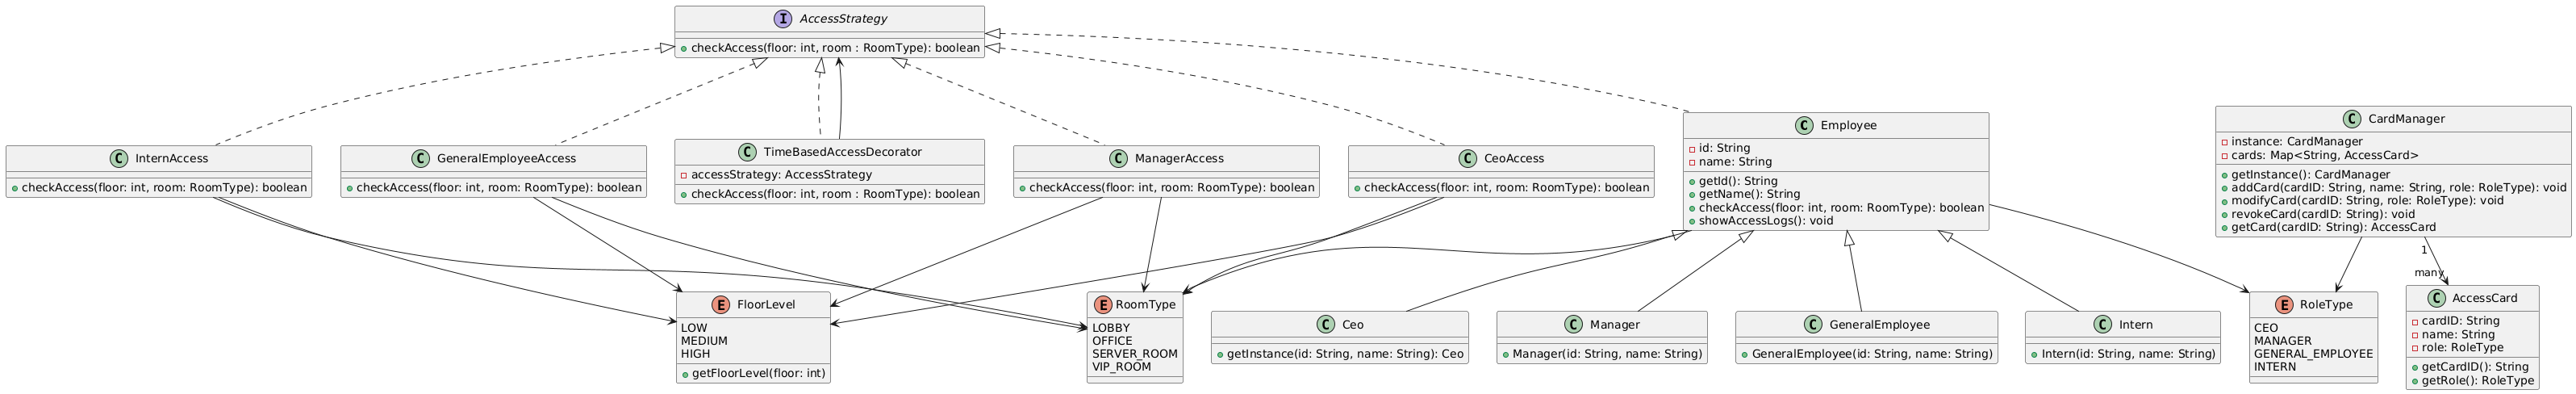 I AccessStrategy
checkAccess(floor: int, room : RoomType): boolean
C InternAccess
checkAccess(floor: int, room: RoomType): boolean
C GeneralEmployeeAccess
checkAccess(floor: int, room: RoomType): boolean
C TimeBasedAccessDecorator
accessStrategy: AccessStrategy
checkAccess(floor: int, room : RoomType): boolean
C ManagerAccess
checkAccess(floor: int, room: RoomType): boolean
C CeoAccess
checkAccess(floor: int, room: RoomType): boolean
C Employee
id: String
name: String
getId(): String
getName(): String
checkAccess(floor: int, room: RoomType): boolean
showAccessLogs(): void
C CardManager
instance: CardManager
cards: Map<String, AccessCard>
getInstance(): CardManager
addCard(cardID: String, name: String, role: RoleType): void
modifyCard(cardID: String, role: RoleType): void
revokeCard(cardID: String): void
getCard(cardID: String): AccessCard
1
many
E FloorLevel
LOW
MEDIUM
HIGH
getFloorLevel(floor: int)
E RoomType
LOBBY
OFFICE
SERVER_ROOM
VIP_ROOM
C Ceo
getInstance(id: String, name: String): Ceo
C Manager
Manager(id: String, name: String)
C GeneralEmployee
GeneralEmployee(id: String, name: String)
C Intern
Intern(id: String, name: String)
E RoleType
CEO
MANAGER
GENERAL_EMPLOYEE
INTERN
C AccessCard
cardID: String
name: String
role: RoleType
getCardID(): String
getRole(): RoleType